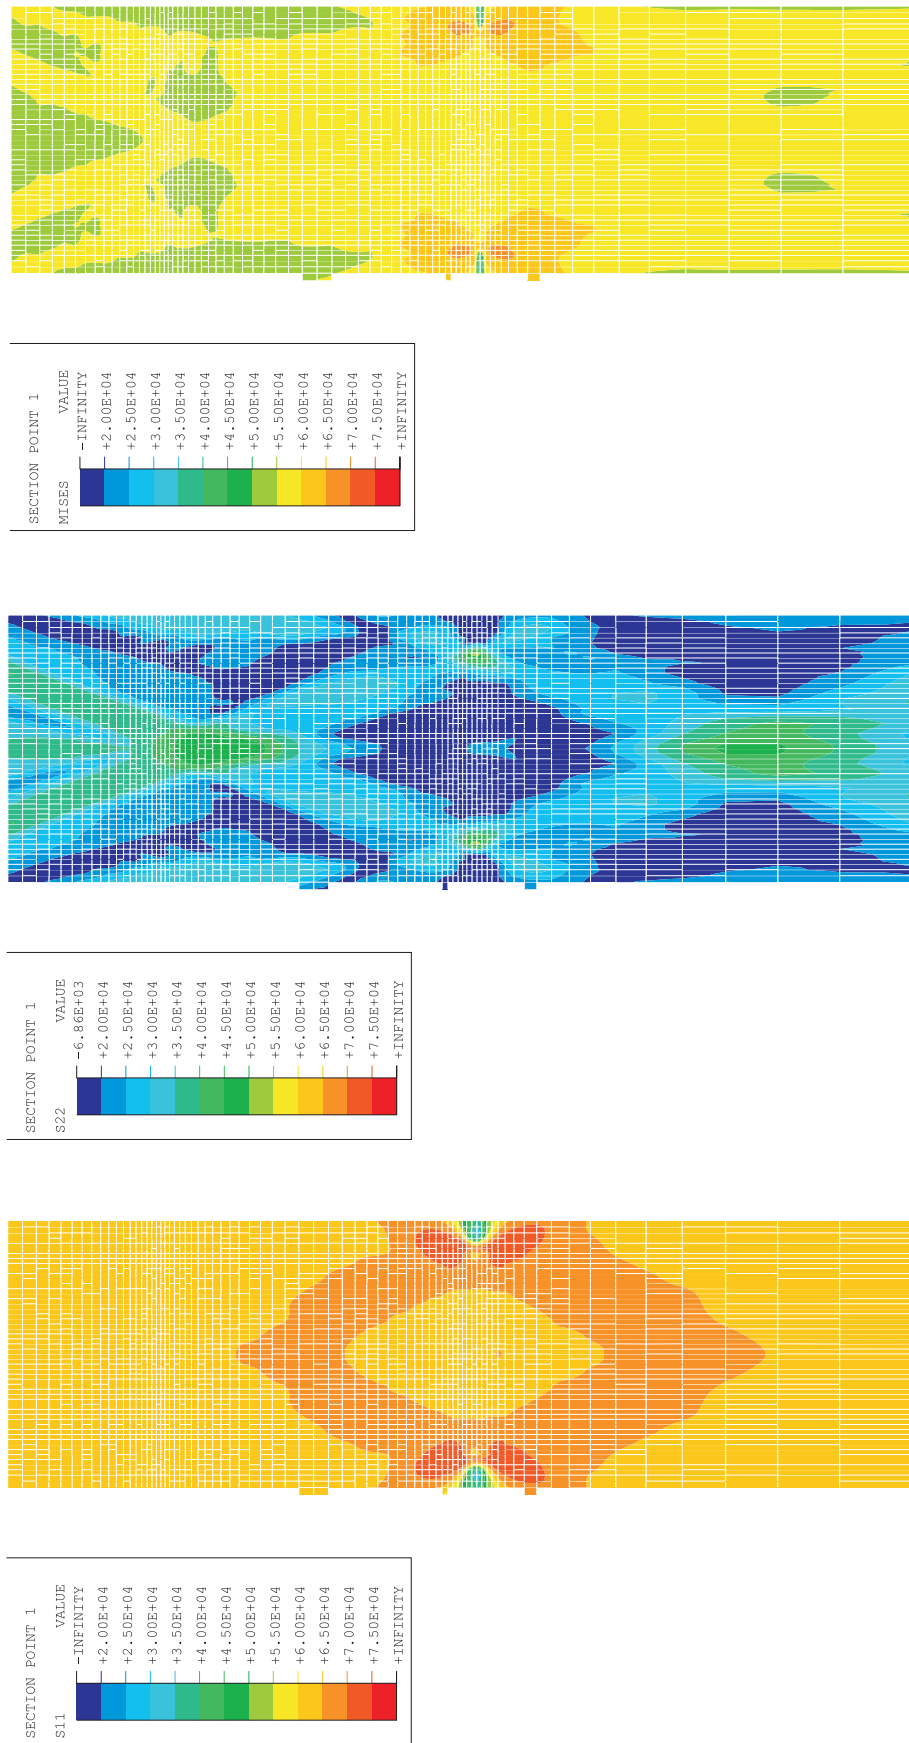 SECTION POINT 1
MISES VALUE
-INFINITY
+2.00E+04
+2.50E+04
+3.00E+04
+3.50E+04
+4.00E+04
+4.50E+04
+5.00E+04
+5.50E+04
+6.00E+04
+6.50E+04
+7.00E+04
+7.50E+04
+INFINITY
SECTION POINT 1
S22 VALUE
-6.86E+03
+2.00E+04
+2.50E+04
+3.00E+04
+3.50E+04
+4.00E+04
+4.50E+04
+5.00E+04
+5.50E+04
+6.00E+04
+6.50E+04
+7.00E+04
+7.50E+04
+INFINITY
SECTION POINT 1
S11 VALUE
-INFINITY
+2.00E+04
+2.50E+04
+3.00E+04
+3.50E+04
+4.00E+04
+4.50E+04
+5.00E+04
+5.50E+04
+6.00E+04
+6.50E+04
+7.00E+04
+7.50E+04
+INFINITY